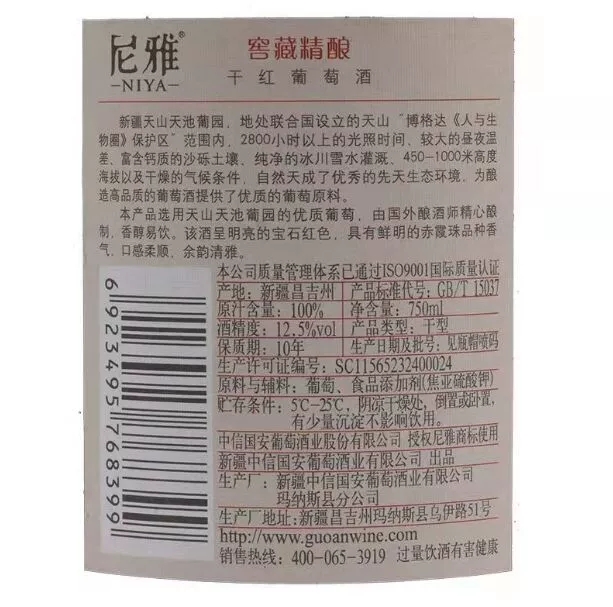 尼雅®
—NIYA—
窖藏精酿
干红葡萄酒
新疆天山天池葡园，地处联合国设立的天山“博格达《人与生
物圈》保护区”范围内，2800小时以上的光照时间、较大的昼夜温
差、富含钙质的沙砾土壤、纯净的冰川雪水灌溉、450-1000米高度
海拔以及干燥的气候条件，自然天成了优秀的先天生态环境，为酿
造高品质的葡萄酒提供了优质的葡萄原料。
本产品选用天山天池葡园的优质葡萄，由国外酿酒师精心酿
制，香醇易饮。该酒呈明亮的宝石红色，具有鲜明的赤霞珠品种香
气，口感柔顺、余韵清雅。
本公司质量管理体系已通过ISO9001国际质量认证
产地：新疆昌吉州 产品标准代号：GB/T 15037
原汁含量：100% 净含量：750ml
酒精度：12.5%vol 产品类型：干型
保质期：10年 生产日期及批号：见瓶帽喷码
生产许可证编号：SC11565232400024
原料与辅料：葡萄、食品添加剂(焦亚硫酸钾)
贮存条件：5℃-25℃，阴凉干燥处，倒置或卧置，
有少量沉淀不影响饮用。
中信国安葡萄酒业股份有限公司 授权尼雅商标使用
新疆中信国安葡萄酒业有限公司 出品
生产厂：新疆中信国安葡萄酒业有限公司
玛纳斯县分公司
生产厂地址：新疆昌吉州玛纳斯县乌伊路51号
http://www.guoanwine.com
销售热线：400-065-3919 过量饮酒有害健康
6923495768399